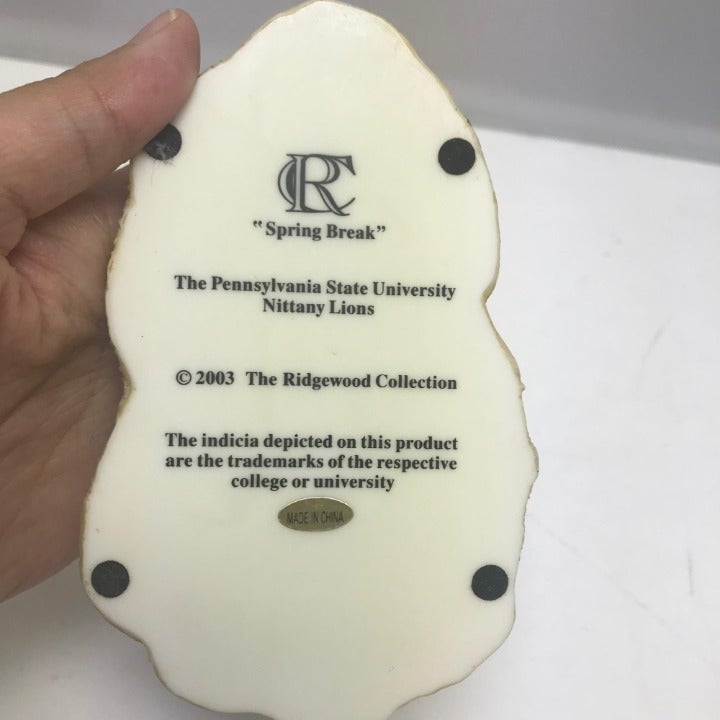 RC
“Spring Break”
The Pennsylvania State University
Nittany Lions
© 2003 The Ridgewood Collection
The indicia depicted on this product
are the trademarks of the respective
college or university
MADE IN CHINA